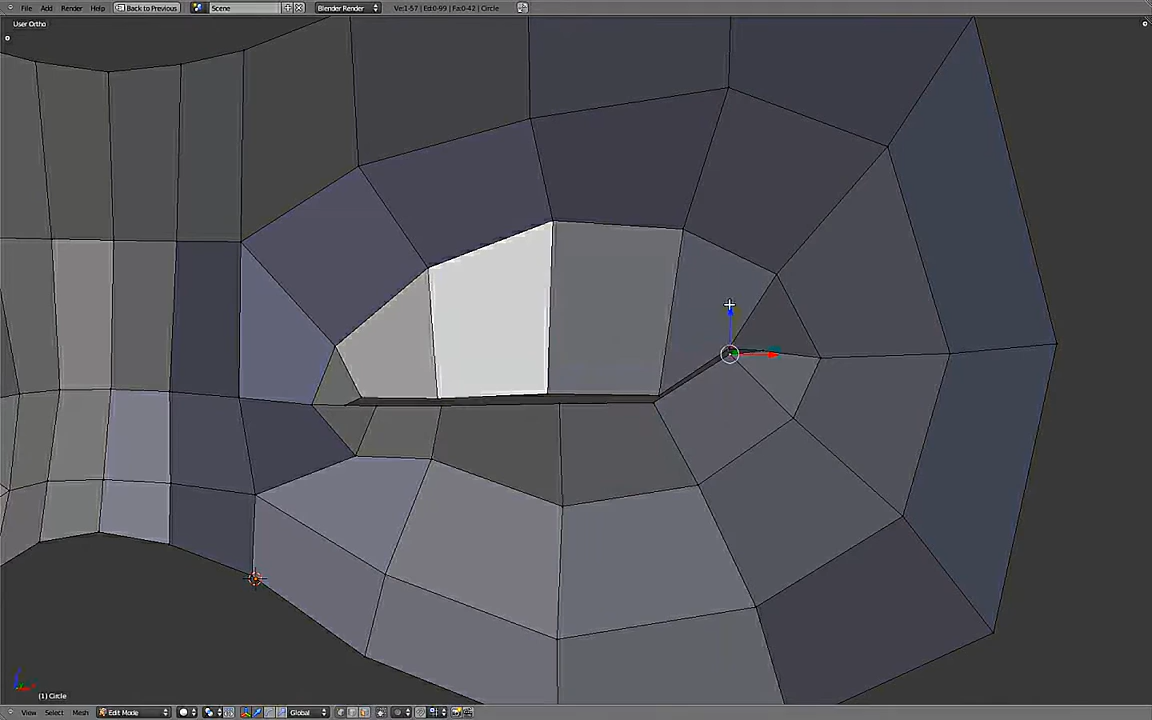 File Add Render Help Back to Previous Scene Blender Render Ve:1-57 | Ed:0-99 | Fa:0-42 | Circle
User Ortho
(1) Circle
View Select Mesh Edit Mode Global